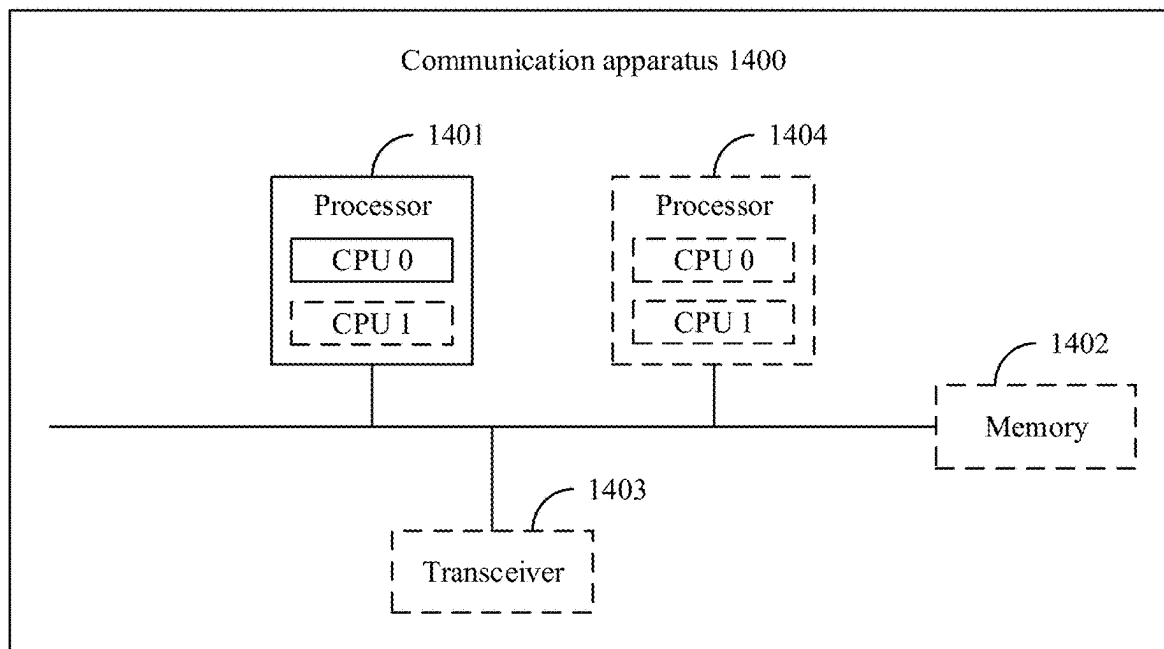 Communication apparatus 1400
1401
1404
Processor
Processor
CPU 0
CPU 0
CPU 1
CPU 1
1402
Memory
1403
Transceiver